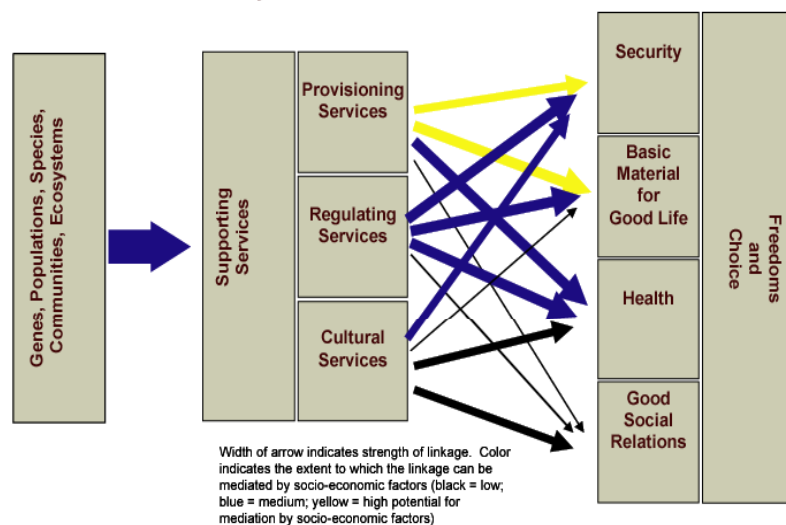 Genes, Populations, Species,
Communities, Ecosystems
Supporting
Services
Provisioning
Services
Regulating
Services
Cultural
Services
Security
Basic
Material
for
Good Life
Health
Good
Social
Relations
Freedoms
and
Choice
Width of arrow indicates strength of linkage. Color
indicates the extent to which the linkage can be
mediated by socio-economic factors (black = low;
blue = medium; yellow = high potential for
mediation by socio-economic factors)